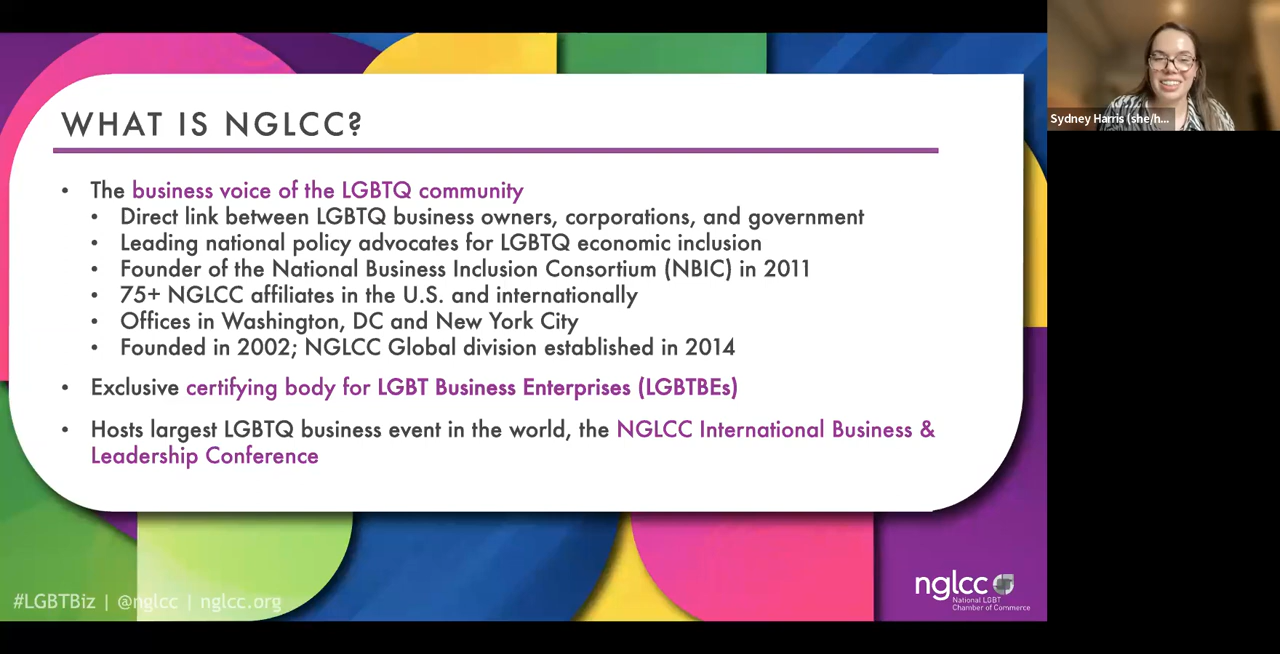 WHAT IS NGLCC?
• The business voice of the LGBTQ community
• Direct link between LGBTQ business owners, corporations, and government
• Leading national policy advocates for LGBTQ economic inclusion
• Founder of the National Business Inclusion Consortium (NBIC) in 2011
• 75+ NGLCC affiliates in the U.S. and internationally
• Offices in Washington, DC and New York City
• Founded in 2002; NGLCC Global division established in 2014
• Exclusive certifying body for LGBT Business Enterprises (LGBTBEs)
• Hosts largest LGBTQ business event in the world, the NGLCC International Business &
Leadership Conference
#LGBTBiz | @nglcc | nglcc.org
nglcc
National LGBT
Chamber of Commerce
Sydney Harris (she/h...